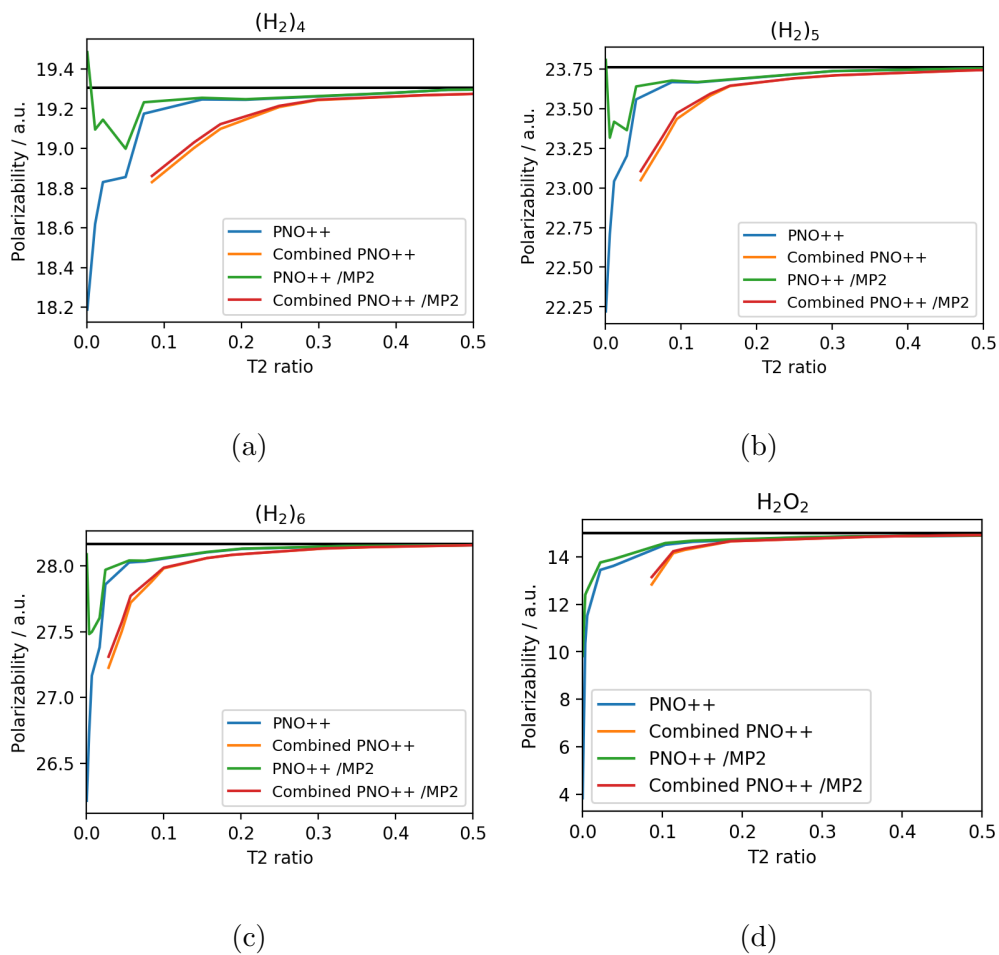 (H₂)₄
Polarizability / a.u.
19.4
19.2
19.0
18.8
18.6
18.4
18.2
PNO++
Combined PNO++
PNO++ /MP2
Combined PNO++ /MP2
0.0 0.1 0.2 0.3 0.4 0.5
T2 ratio
(a)
(H₂)₅
Polarizability / a.u.
23.75
23.50
23.25
23.00
22.75
22.50
22.25
PNO++
Combined PNO++
PNO++ /MP2
Combined PNO++ /MP2
0.0 0.1 0.2 0.3 0.4 0.5
T2 ratio
(b)
(H₂)₆
Polarizability / a.u.
28.0
27.5
27.0
26.5
PNO++
Combined PNO++
PNO++ /MP2
Combined PNO++ /MP2
0.0 0.1 0.2 0.3 0.4 0.5
T2 ratio
(c)
H₂O₂
Polarizability / a.u.
14
12
10
8
6
4
PNO++
Combined PNO++
PNO++ /MP2
Combined PNO++ /MP2
0.0 0.1 0.2 0.3 0.4 0.5
T2 ratio
(d)